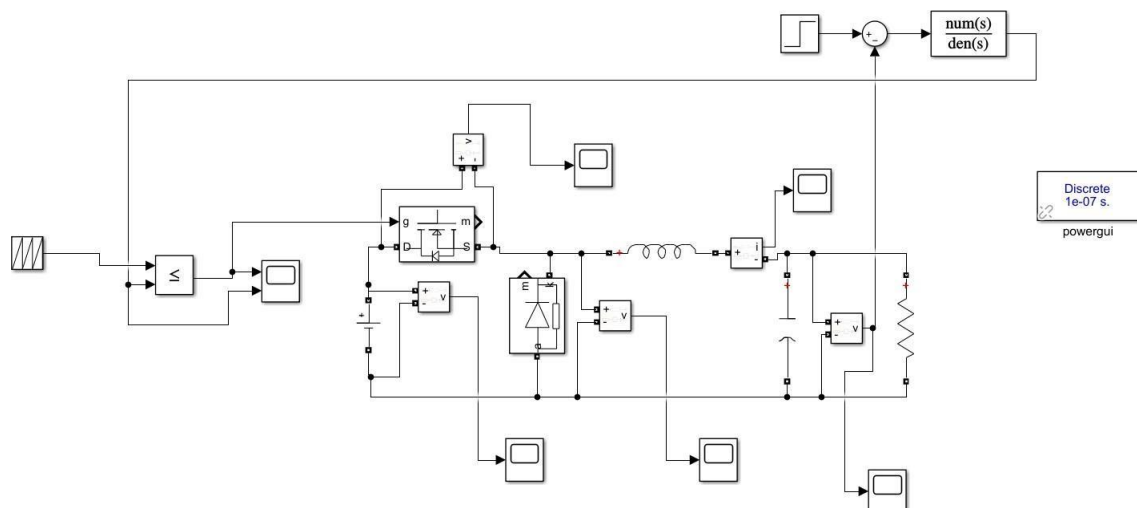 num(s)
den(s)
+
−
v
+
-
g
m
D
S
Discrete
1e-07 s.
powergui
i
+
-
≤
+
v
-
m
k
a
+
v
-
+
v
-
+
+
+
+